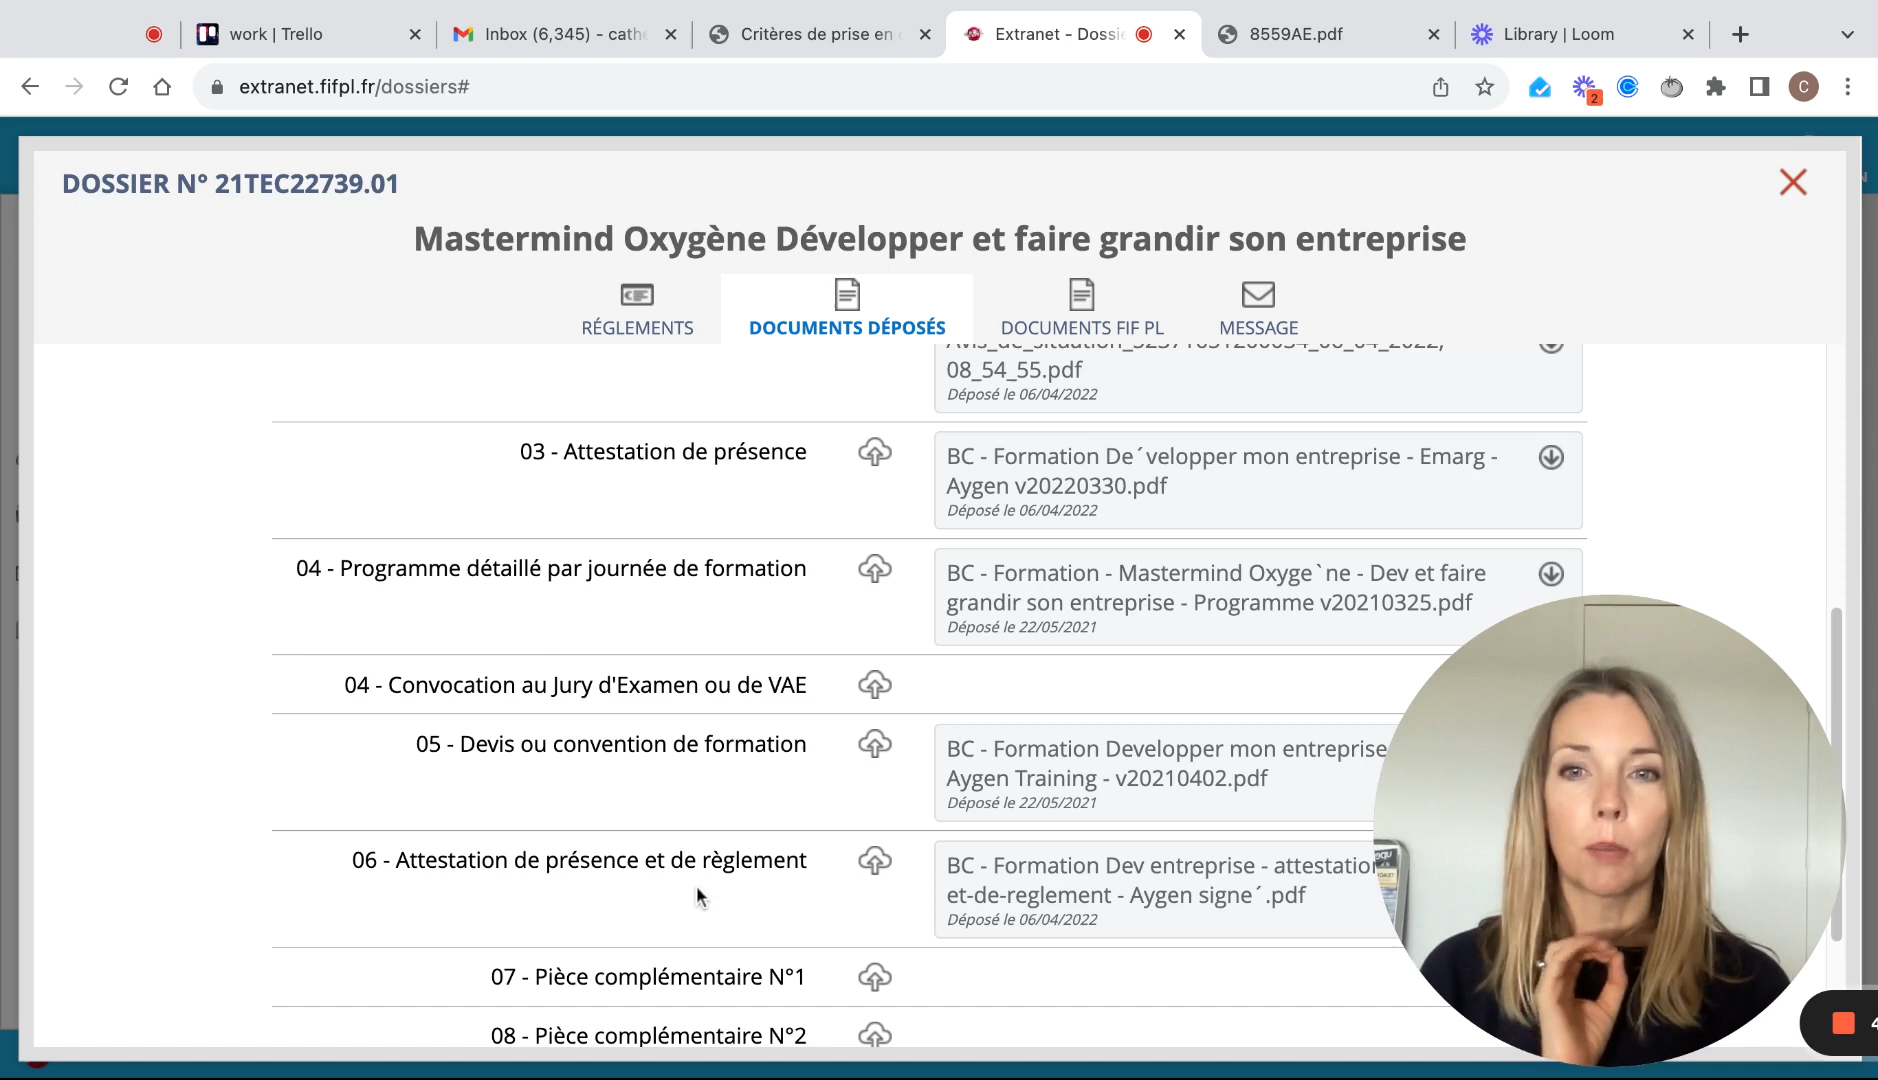 work | Trello
Inbox (6,345) - cathe
Critères de prise en
Extranet - Dossie
8559AE.pdf
Library | Loom
extranet.fifpl.fr/dossiers#
2
C
DOSSIER N° 21TEC22739.01
Mastermind Oxygène Développer et faire grandir son entreprise
RÉGLEMENTS
DOCUMENTS DÉPOSÉS
DOCUMENTS FIF PL
MESSAGE
08_54_55.pdf
Déposé le 06/04/2022
03 - Attestation de présence
BC - Formation De´velopper mon entreprise - Emarg -
Aygen v20220330.pdf
Déposé le 06/04/2022
04 - Programme détaillé par journée de formation
BC - Formation - Mastermind Oxyge`ne - Dev et faire
grandir son entreprise - Programme v20210325.pdf
Déposé le 22/05/2021
04 - Convocation au Jury d'Examen ou de VAE
05 - Devis ou convention de formation
BC - Formation Developper mon entreprise
Aygen Training - v20210402.pdf
Déposé le 22/05/2021
06 - Attestation de présence et de règlement
BC - Formation Dev entreprise - attestation
et-de-reglement - Aygen signe´.pdf
Déposé le 06/04/2022
07 - Pièce complémentaire N°1
08 - Pièce complémentaire N°2